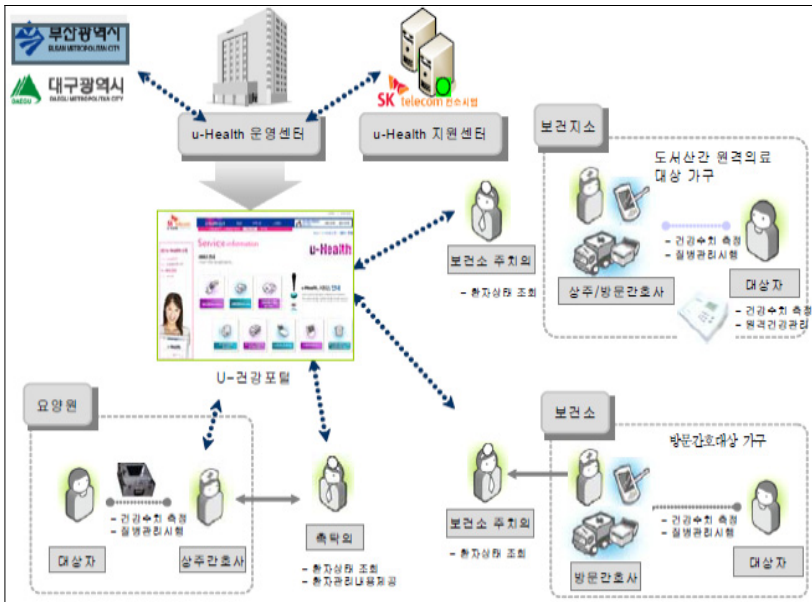 부산광역시
BUSAN METROPOLITAN CITY
대구광역시
DAEGU
DAEGU METROPOLITAN CITY
SK telecom 컨소시엄
u-Health 운영센터
u-Health 지원센터
보건지소
도서산간 원격의료
대상 가구
- 건강수치 측정
- 질병관리시행
상주/방문간호사
대상자
- 건강수치 측정
- 원격건강관리
보건소 주치의
- 환자상태 조회
SK telecom
Service information
u-Health
U-건강포털
요양원
- 건강수치 측정
- 질병관리시행
대상자
상주간호사
촉탁의
- 환자상태 조회
- 환자관리내용제공
보건소
방문간호대상 가구
보건소 주치의
- 환자상태 조회
- 건강수치 측정
- 질병관리시행
방문간호사
대상자